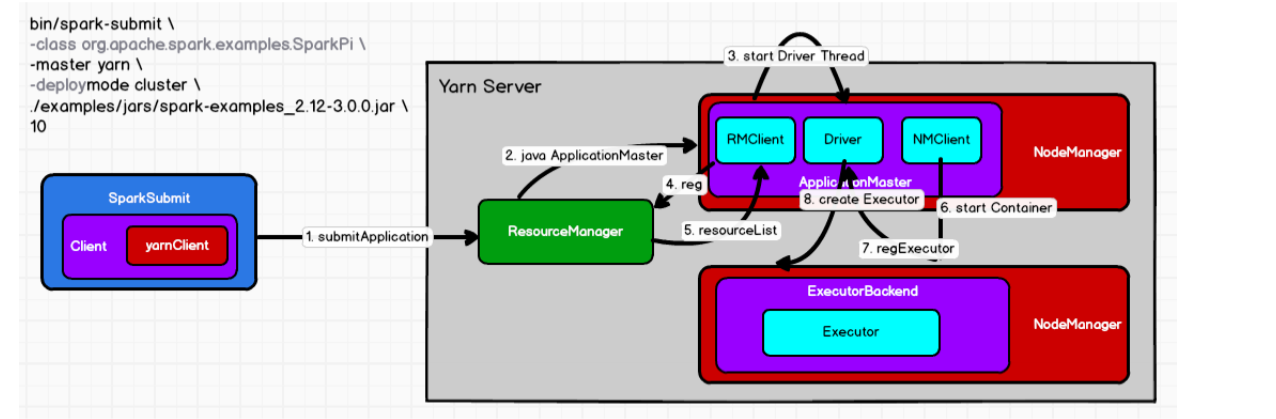 bin/spark-submit \
-class org.apache.spark.examples.SparkPi \
-master yarn \
-deploymode cluster \
./examples/jars/spark-examples_2.12-3.0.0.jar \
10
3. start Driver Thread
Yarn Server
RMClient
Driver
NMClient
NodeManager
2. java ApplicationMaster
4. reg
ApplicationMaster
SparkSubmit
8. create Executor
6. start Container
Client
yarnClient
1. submitApplication
ResourceManager
5. resourceList
7. regExecutor
ExecutorBackend
Executor
NodeManager